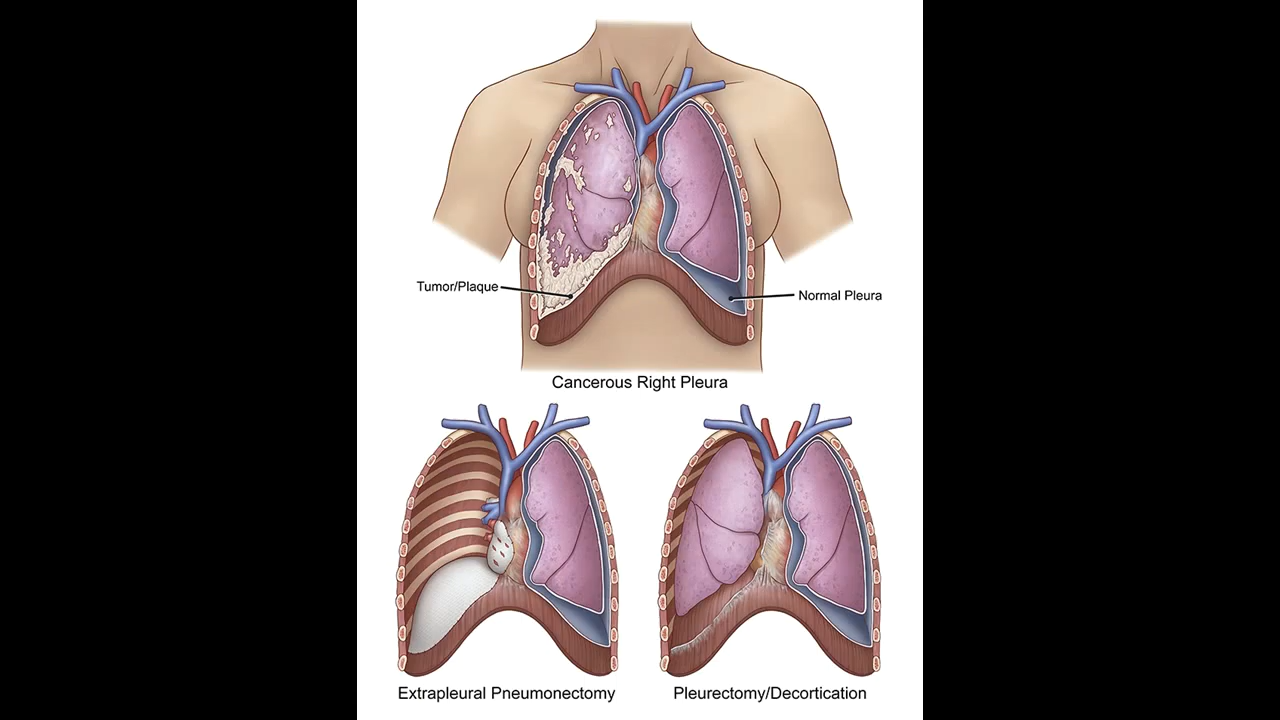 Tumor/Plaque
Normal Pleura
Cancerous Right Pleura
Extrapleural Pneumonectomy
Pleurectomy/Decortication